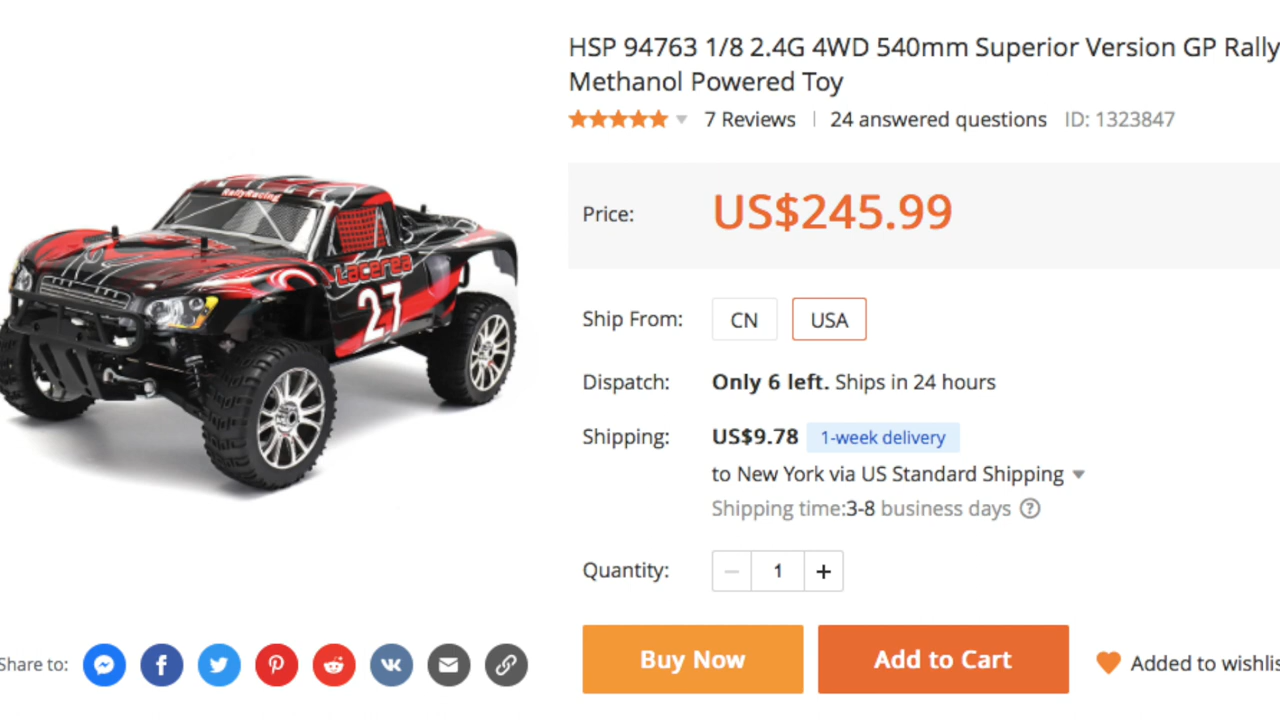 HSP 94763 1/8 2.4G 4WD 540mm Superior Version GP Rally
Methanol Powered Toy
7 Reviews | 24 answered questions ID: 1323847
Price: US$245.99
Ship From: CN USA
Dispatch: Only 6 left. Ships in 24 hours
Shipping: US$9.78 1-week delivery
to New York via US Standard Shipping
Shipping time:3-8 business days ?
Quantity: − 1 +
RallyRacing
Lacerea
27
Share to:
Buy Now Add to Cart Added to